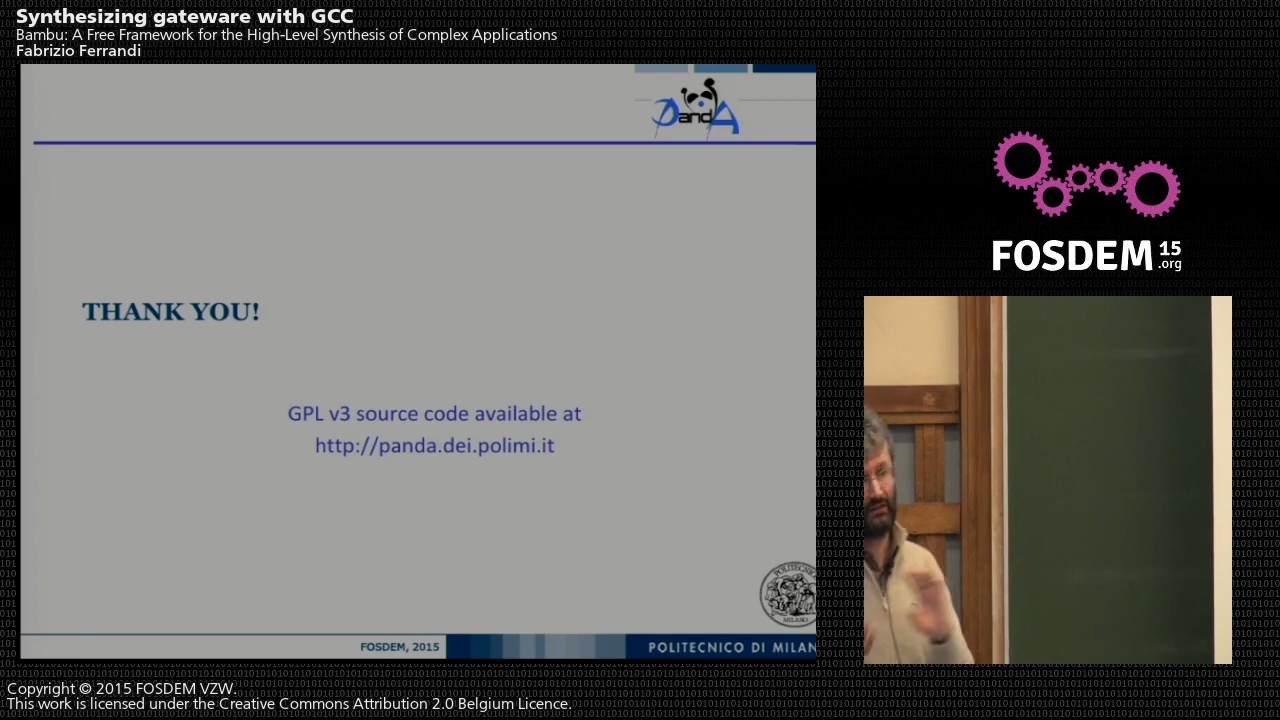 Synthesizing gateware with GCC
Bambu: A Free Framework for the High-Level Synthesis of Complex Applications
Fabrizio Ferrandi
PandA
THANK YOU!
GPL v3 source code available at
http://panda.dei.polimi.it
FOSDEM, 2015
POLITECNICO DI MILAN
FOSDEM 15
.org
Copyright © 2015 FOSDEM VZW.
This work is licensed under the Creative Commons Attribution 2.0 Belgium Licence.